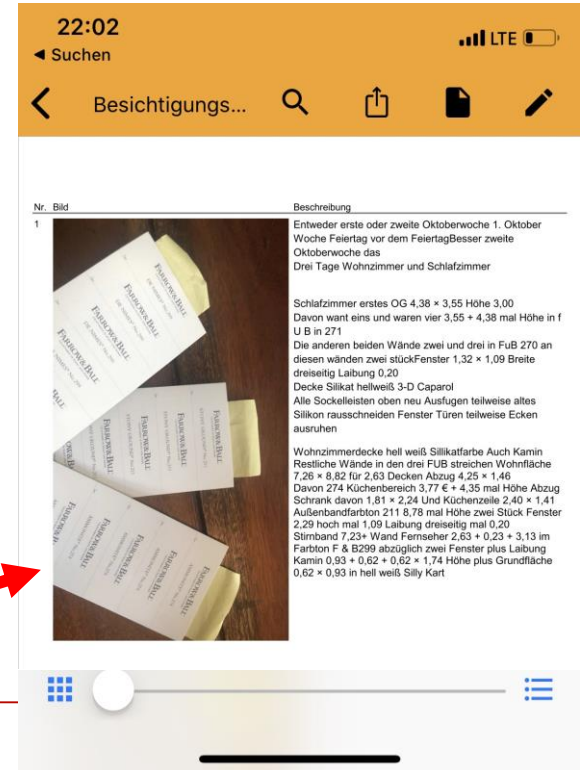 22:02
LTE
◄ Suchen
Besichtigungs...
Nr. Bild Beschreibung
1
Entweder erste oder zweite Oktoberwoche 1. Oktober
Woche Feiertag vor dem FeiertagBesser zweite
Oktoberwoche das
Drei Tage Wohnzimmer und Schlafzimmer
Schlafzimmer erstes OG 4,38 × 3,55 Höhe 3,00
Davon want eins und waren vier 3,55 + 4,38 mal Höhe in f
U B in 271
Die anderen beiden Wände zwei und drei in FuB 270 an
diesen wänden zwei stückFenster 1,32 × 1,09 Breite
dreiseitig Laibung 0,20
Decke Silikat hellweiß 3-D Caparol
Alle Sockelleisten oben neu Ausfugen teilweise altes
Silikon rausschneiden Fenster Türen teilweise Ecken
ausruhen
Wohnzimmerdecke hell weiß Sillikatfarbe Auch Kamin
Restliche Wände in den drei FUB streichen Wohnfläche
7,26 × 8,82 für 2,63 Decken Abzug 4,25 × 1,46
Davon 274 Küchenbereich 3,77 € + 4,35 mal Höhe Abzug
Schrank davon 1,81 × 2,24 Und Küchenzeile 2,40 × 1,41
Außenbandfarbton 211 8,78 mal Höhe zwei Stück Fenster
2,29 hoch mal 1,09 Laibung dreiseitig mal 0,20
Stirnband 7,23+ Wand Fernseher 2,63 + 0,23 + 3,13 im
Farbton F & B299 abzüglich zwei Fenster plus Laibung
Kamin 0,93 + 0,62 + 0,62 × 1,74 Höhe plus Grundfläche
0,62 × 0,93 in hell weiß Silly Kart
FARROW&BALL
FARROW&BALL
FARROW&BALL
FARROW&BALL
FARROW&BALL
FARROW&BALL
FARROW&BALL
FARROW&BALL
FARROW&BALL